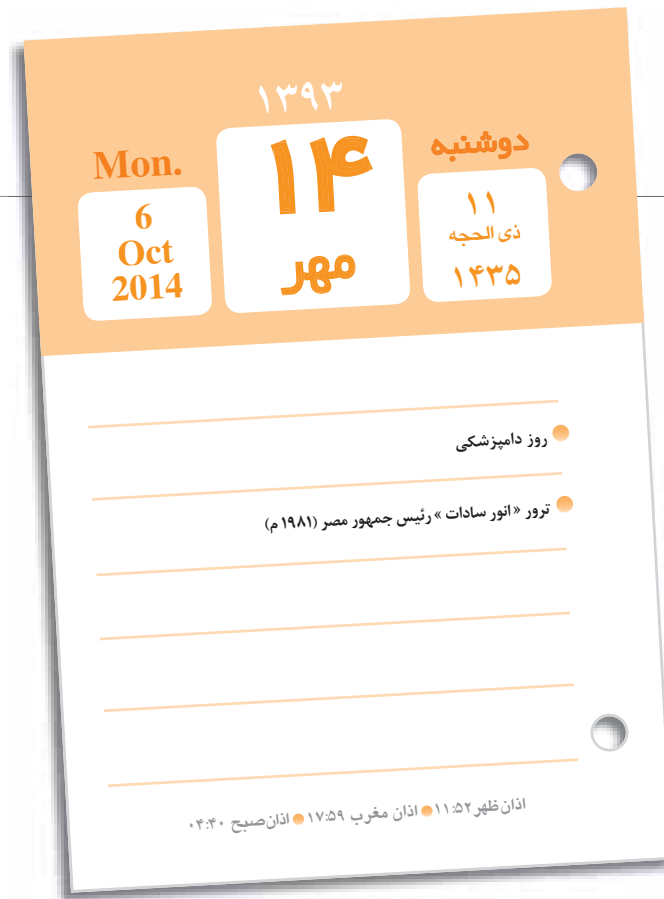 ۱۳۹۳
دوشنبه
۱۱
ذی الحجه
۱۴۳۵
۱۴
مهر
Mon.
6
Oct
2014
روز دامپزشکی
ترور «انور سادات» رئیس جمهور مصر (۱۹۸۱ م)
اذان ظهر ۱۱:۵۲ اذان مغرب ۱۷:۵۹ اذان صبح ۰۴:۴۰